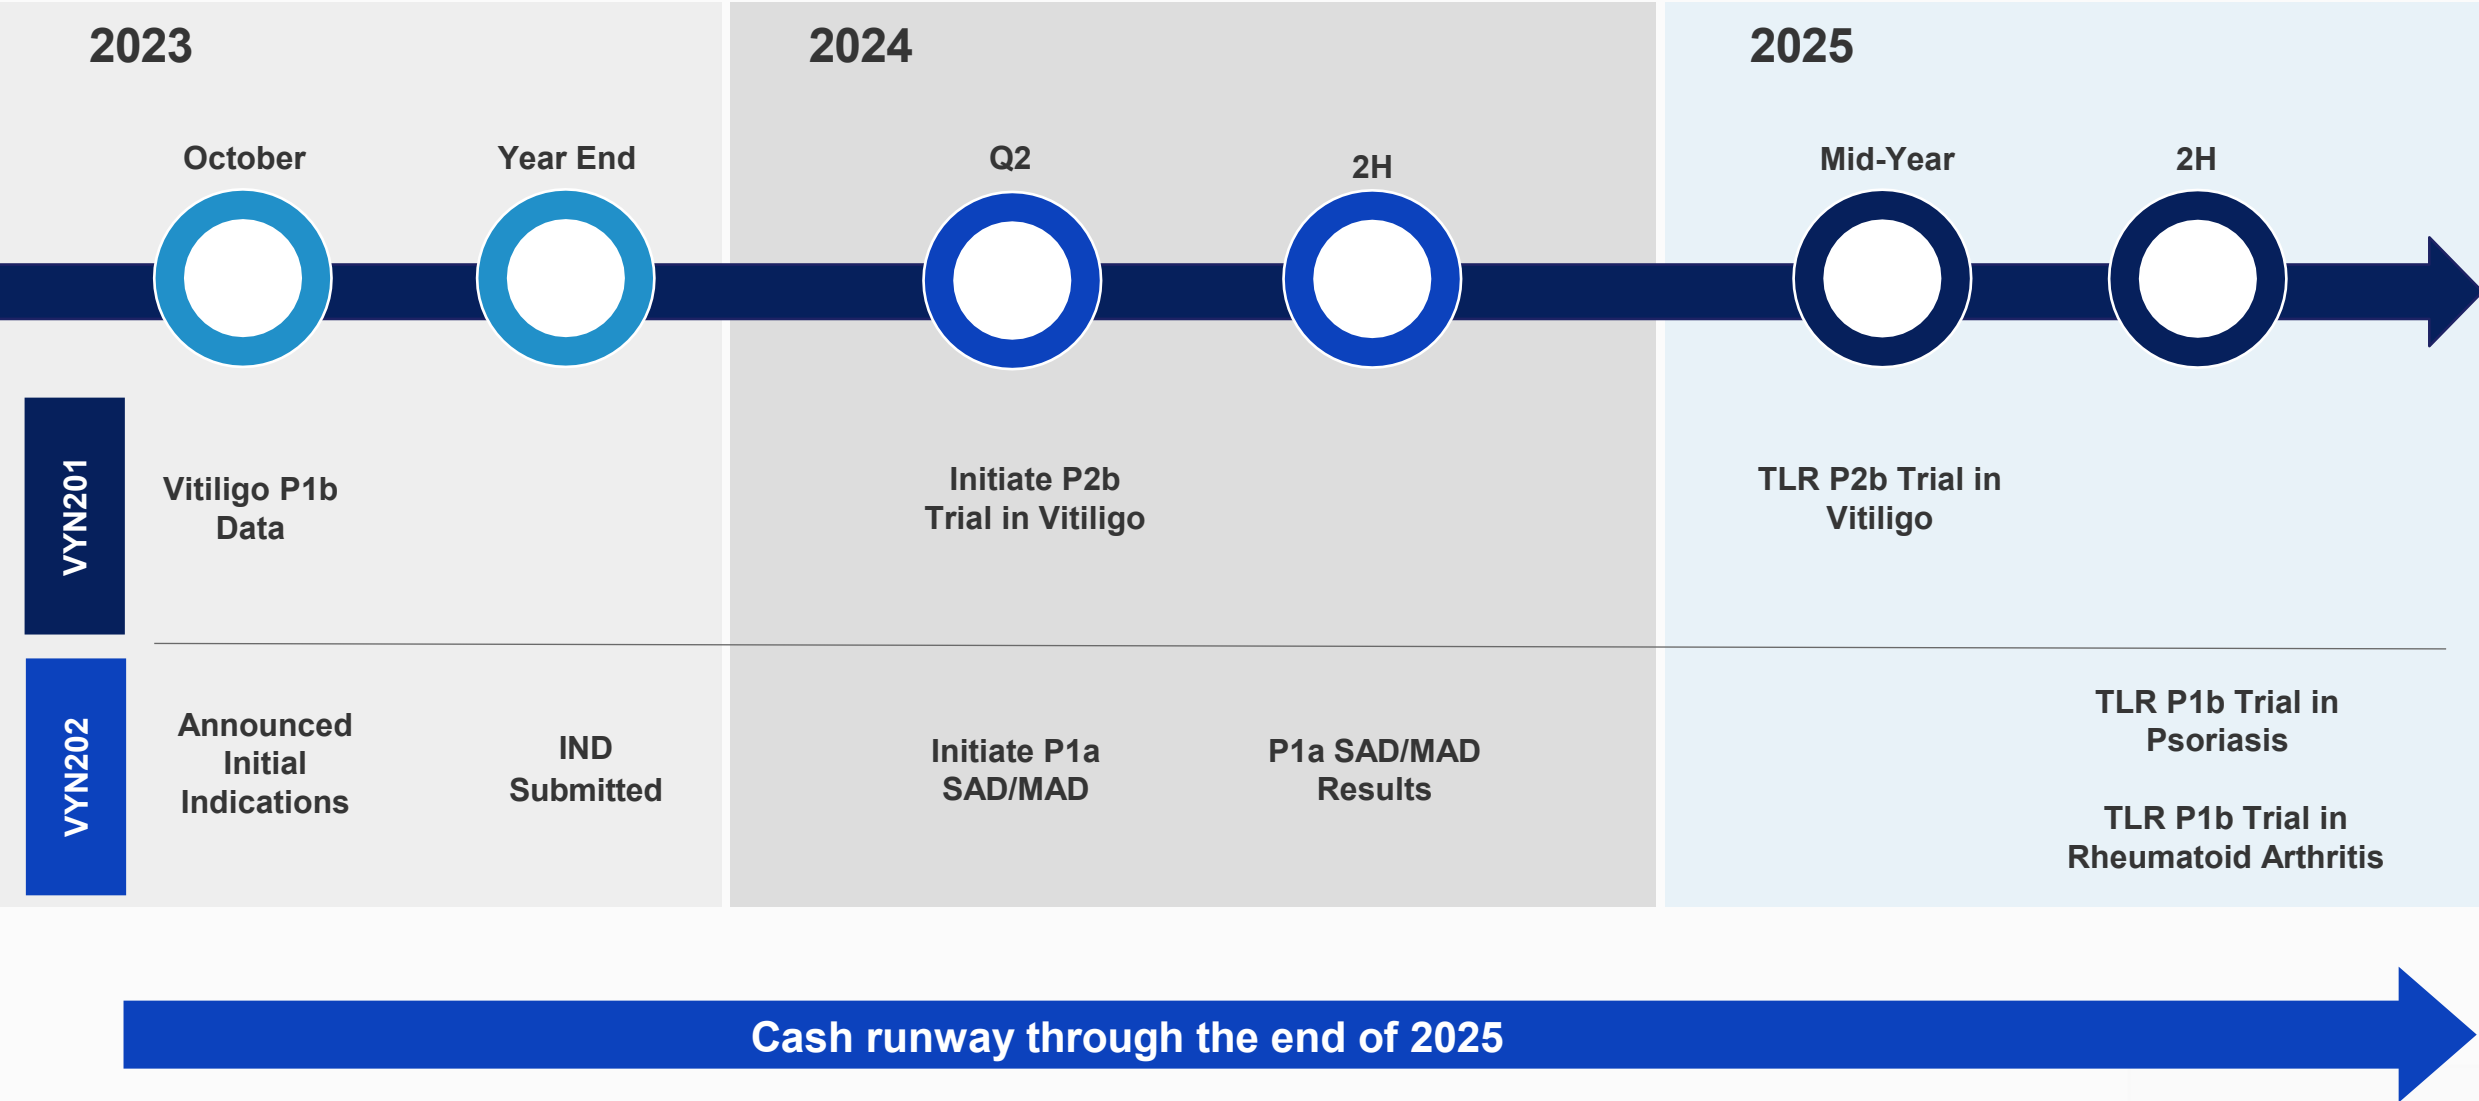 2023
2024
2025
October
Year End
Q2
2H
Mid-Year
2H
VYN201
Vitiligo P1b
Data
Initiate P2b
Trial in Vitiligo
TLR P2b Trial in
Vitiligo
VYN202
Announced
Initial
Indications
IND
Submitted
Initiate P1a
SAD/MAD
P1a SAD/MAD
Results
TLR P1b Trial in
Psoriasis
TLR P1b Trial in
Rheumatoid Arthritis
Cash runway through the end of 2025